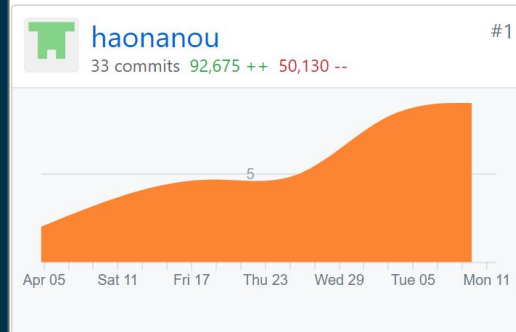 haonanou
#1
33 commits 92,675 ++ 50,130 --
5
Apr 05 Sat 11 Fri 17 Thu 23 Wed 29 Tue 05 Mon 11